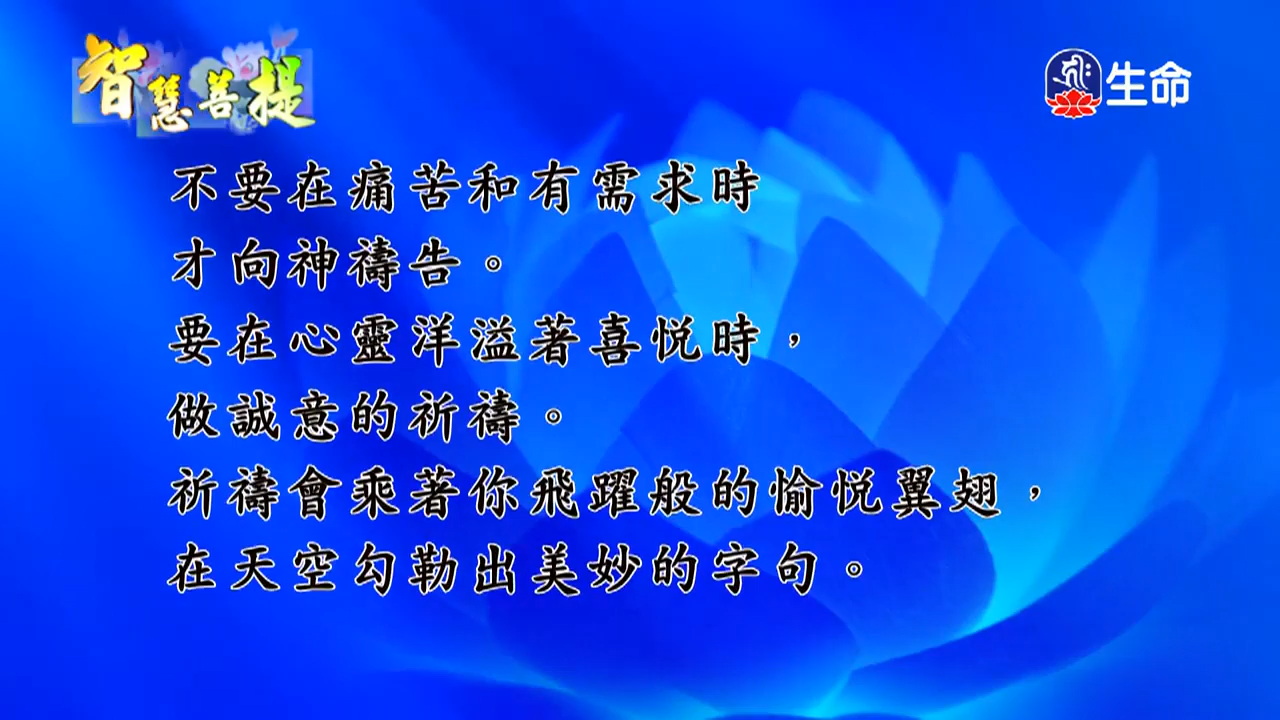 智慧菩提
生命
不要在痛苦和有需求時
才向神禱告。
要在心靈洋溢著喜悅時，
做誠意的祈禱。
祈禱會乘著你飛躍般的愉悅翼翅，
在天空勾勒出美妙的字句。